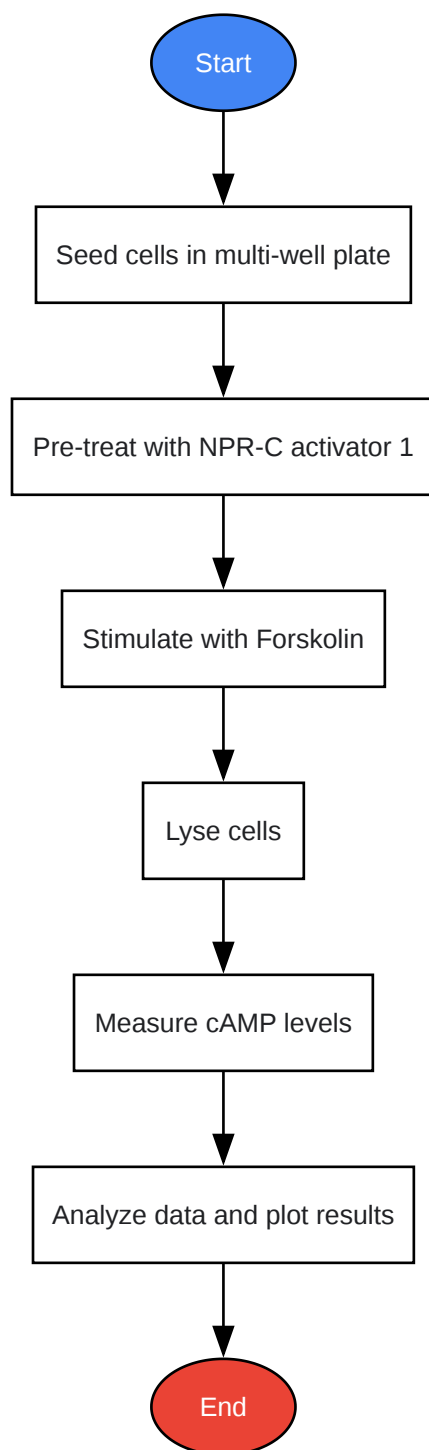 Start
Seed cells in multi-well plate
Pre-treat with NPR-C activator 1
Stimulate with Forskolin
Lyse cells
Measure cAMP levels
Analyze data and plot results
End